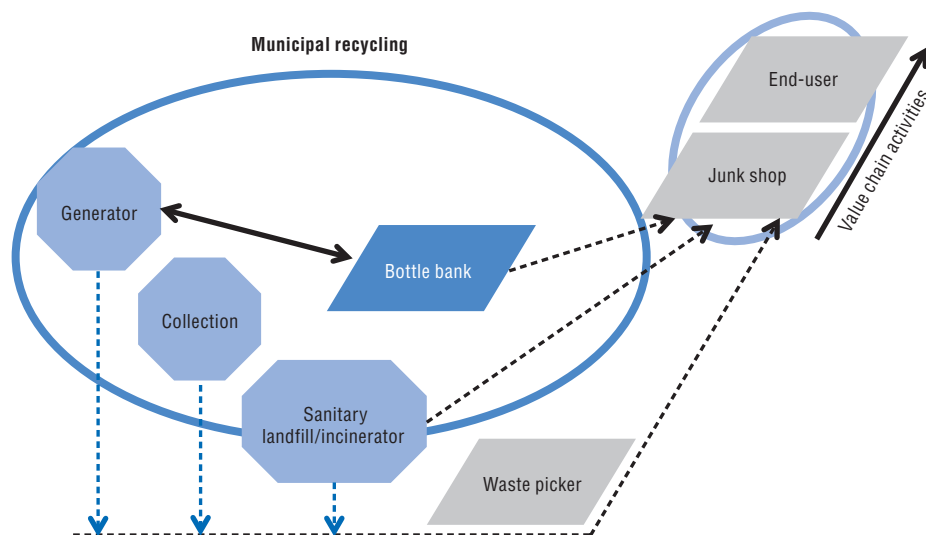 Municipal recycling
End-user
Junk shop
Value chain activities
Generator
Bottle bank
Collection
Sanitary
landfill/incinerator
Waste picker